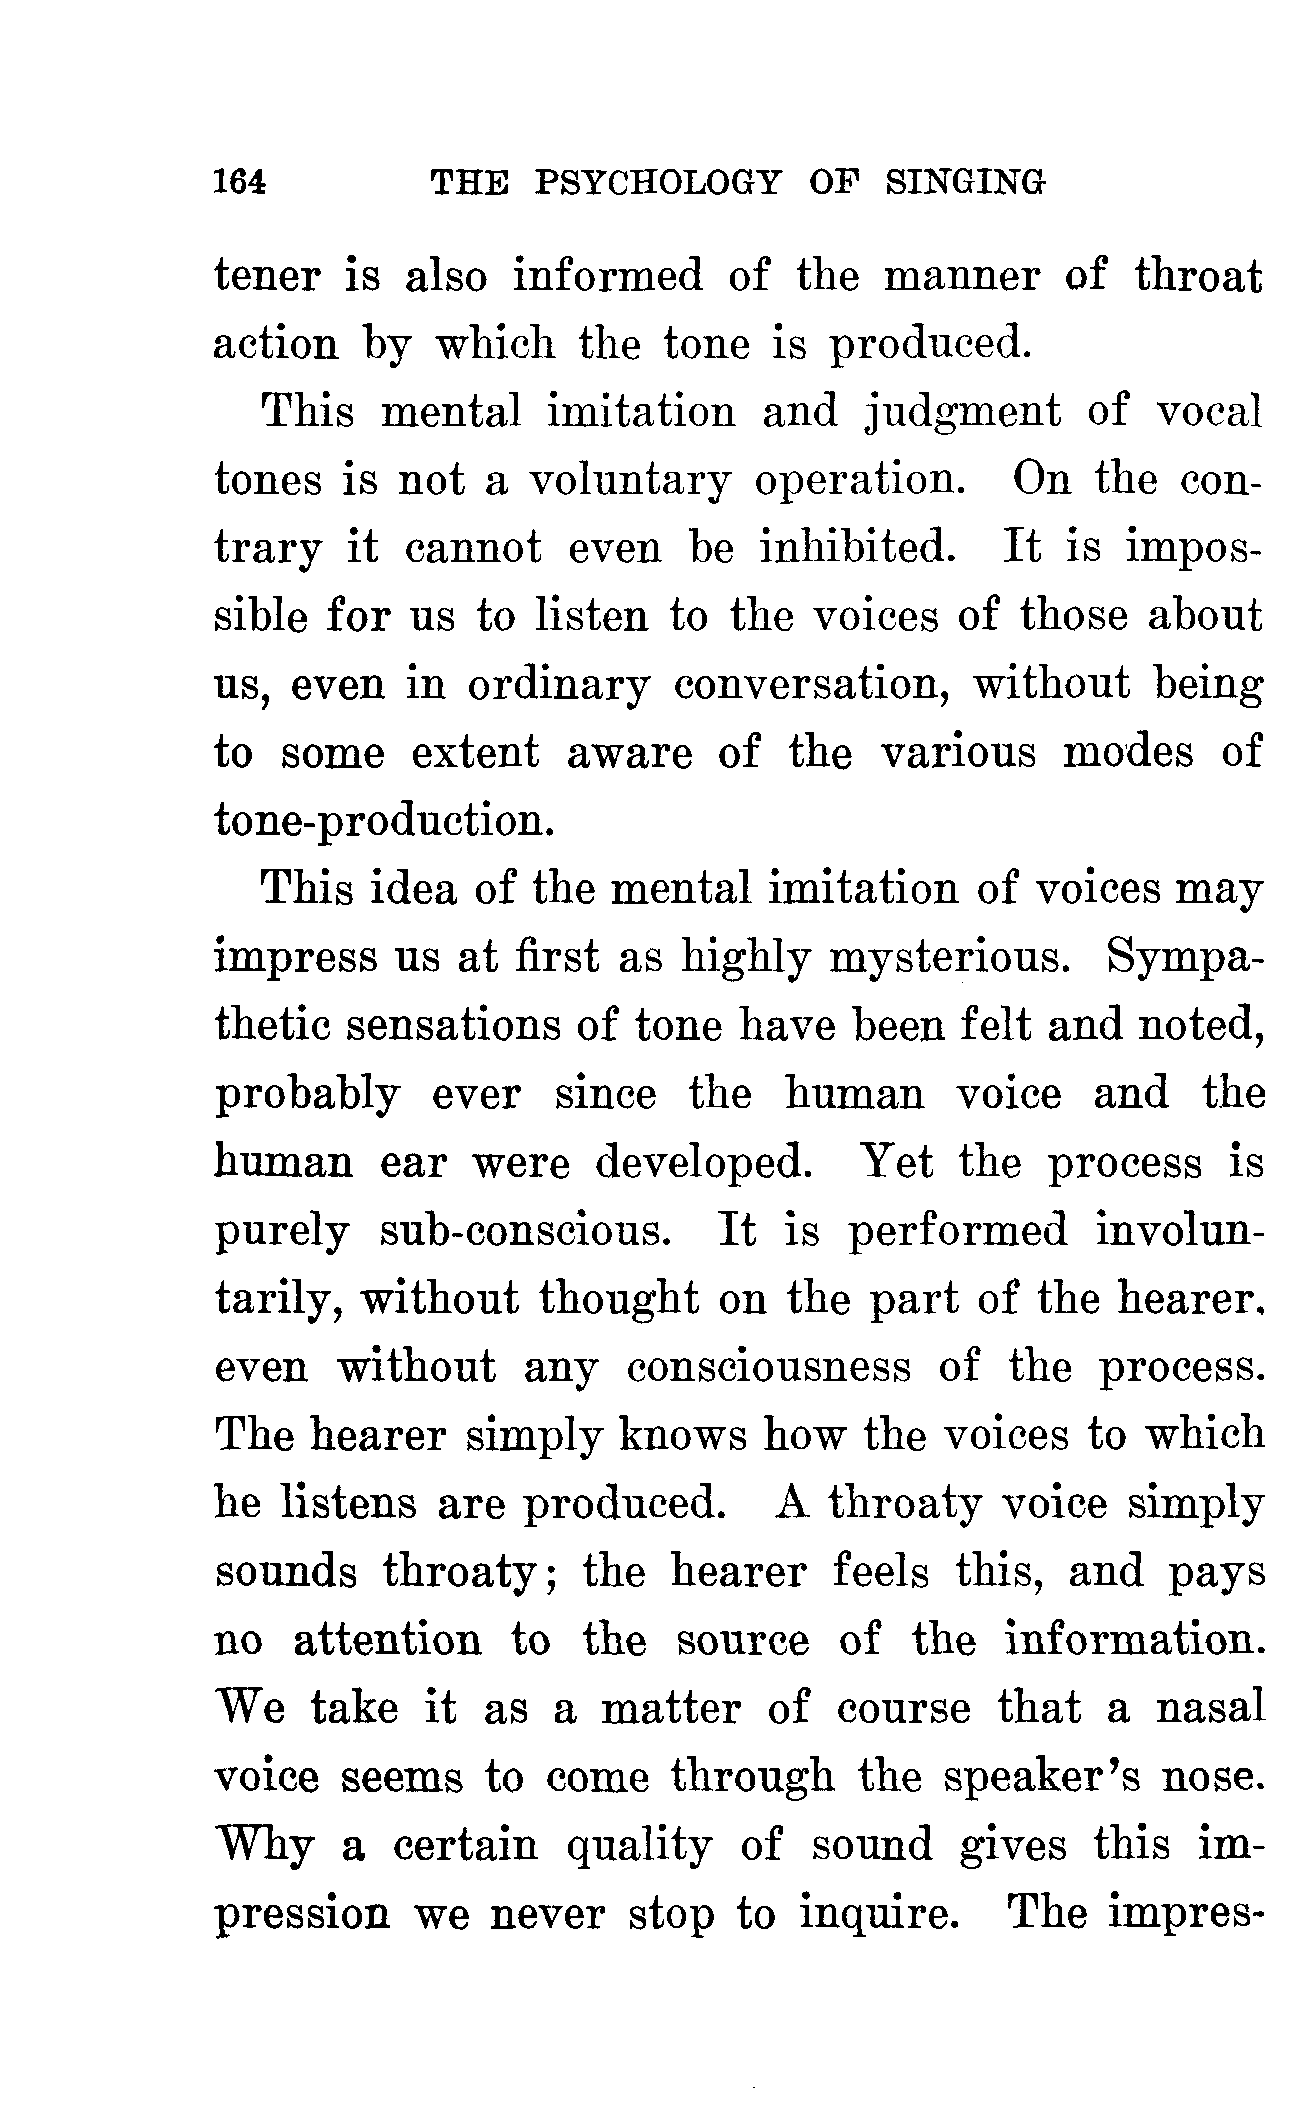 164 THE PSYCHOLOGY OF SINGING
tener is also informed of the manner of throat
action by which the tone is produced.
This mental imitation and judgment of vocal
tones is not a voluntary operation. On the con-
trary it cannot even be inhibited. It is impos-
sible for us to listen to the voices of those about
us, even in ordinary conversation, without being
to some extent aware of the various modes of
tone-production.
This idea of the mental imitation of voices may
impress us at first as highly mysterious. Sympa-
thetic sensations of tone have been felt and noted,
probably ever since the human voice and the
human ear were developed. Yet the process is
purely sub-conscious. It is performed involun-
tarily, without thought on the part of the hearer,
even without any consciousness of the process.
The hearer simply knows how the voices to which
he listens are produced. A throaty voice simply
sounds throaty; the hearer feels this, and pays
no attention to the source of the information.
We take it as a matter of course that a nasal
voice seems to come through the speaker's nose.
Why a certain quality of sound gives this im-
pression we never stop to inquire. The impres-